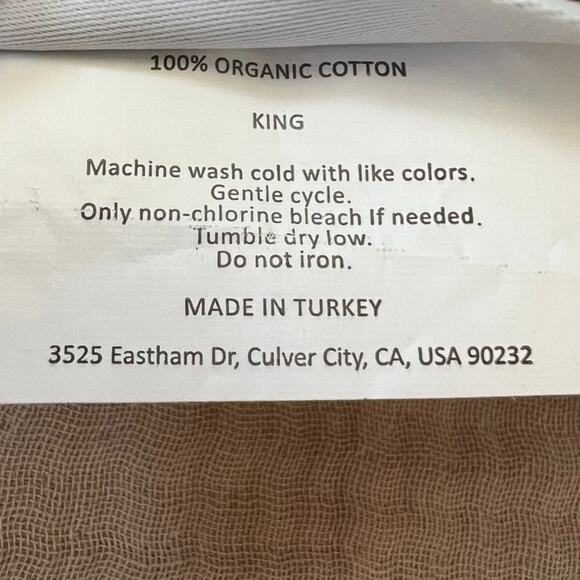 100% ORGANIC COTTON
KING
Machine wash cold with like colors.
Gentle cycle.
Only non-chlorine bleach If needed.
Tumble dry low.
Do not iron.
MADE IN TURKEY
3525 Eastham Dr, Culver City, CA, USA 90232